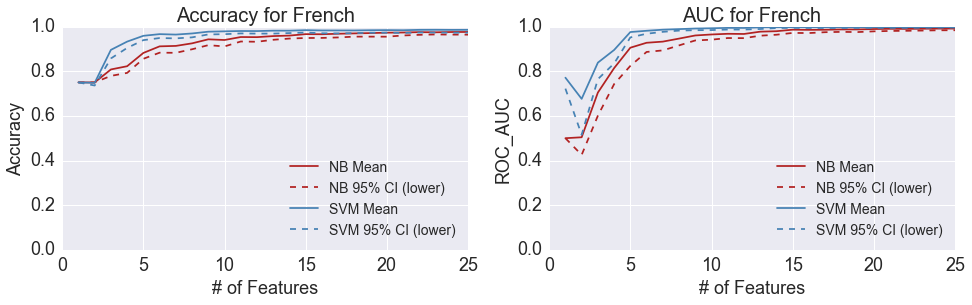 Accuracy for French
1.0
0.8
0.6
0.4
0.2
0.0
Accuracy
NB Mean
NB 95% CI (lower)
SVM Mean
SVM 95% CI (lower)
0 5 10 15 20 25
# of Features
AUC for French
1.0
0.8
0.6
0.4
0.2
0.0
ROC_AUC
NB Mean
NB 95% CI (lower)
SVM Mean
SVM 95% CI (lower)
0 5 10 15 20 25
# of Features